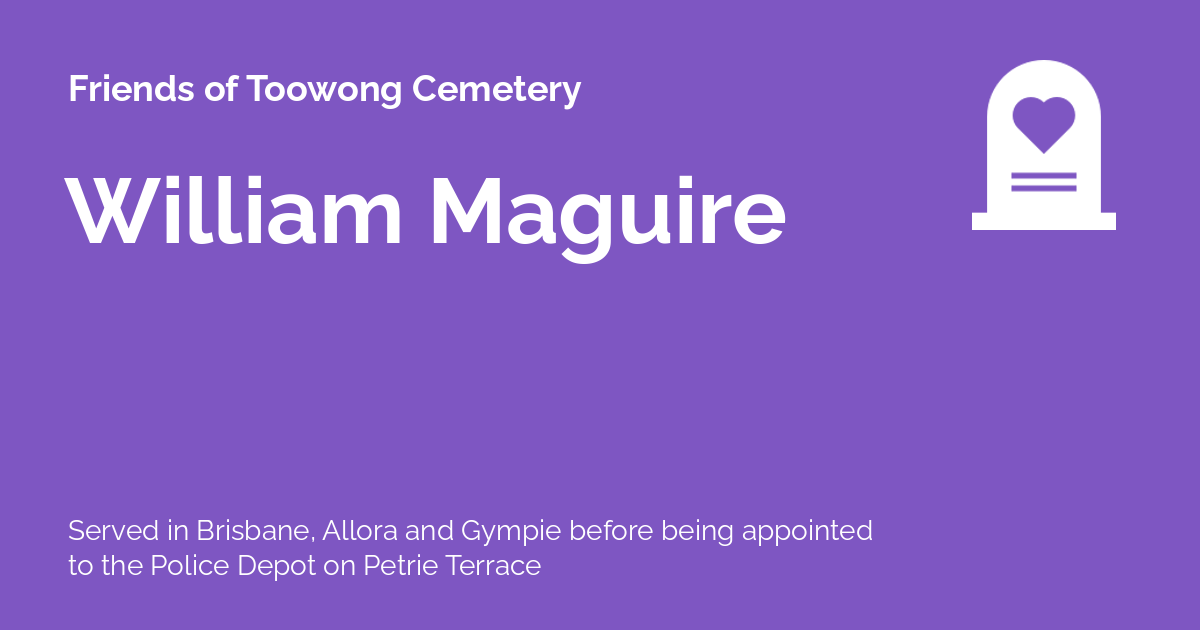 Friends of Toowong Cemetery
William Maguire
Served in Brisbane, Allora and Gympie before being appointed
to the Police Depot on Petrie Terrace